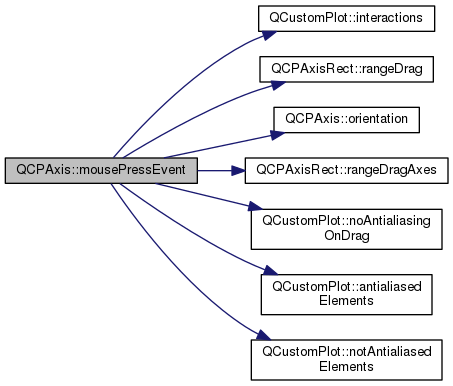 QCustomPlot::interactions
QCPAxisRect::rangeDrag
QCPAxis::orientation
QCPAxis::mousePressEvent
QCPAxisRect::rangeDragAxes
QCustomPlot::noAntialiasing
OnDrag
QCustomPlot::antialiased
Elements
QCustomPlot::notAntialiased
Elements